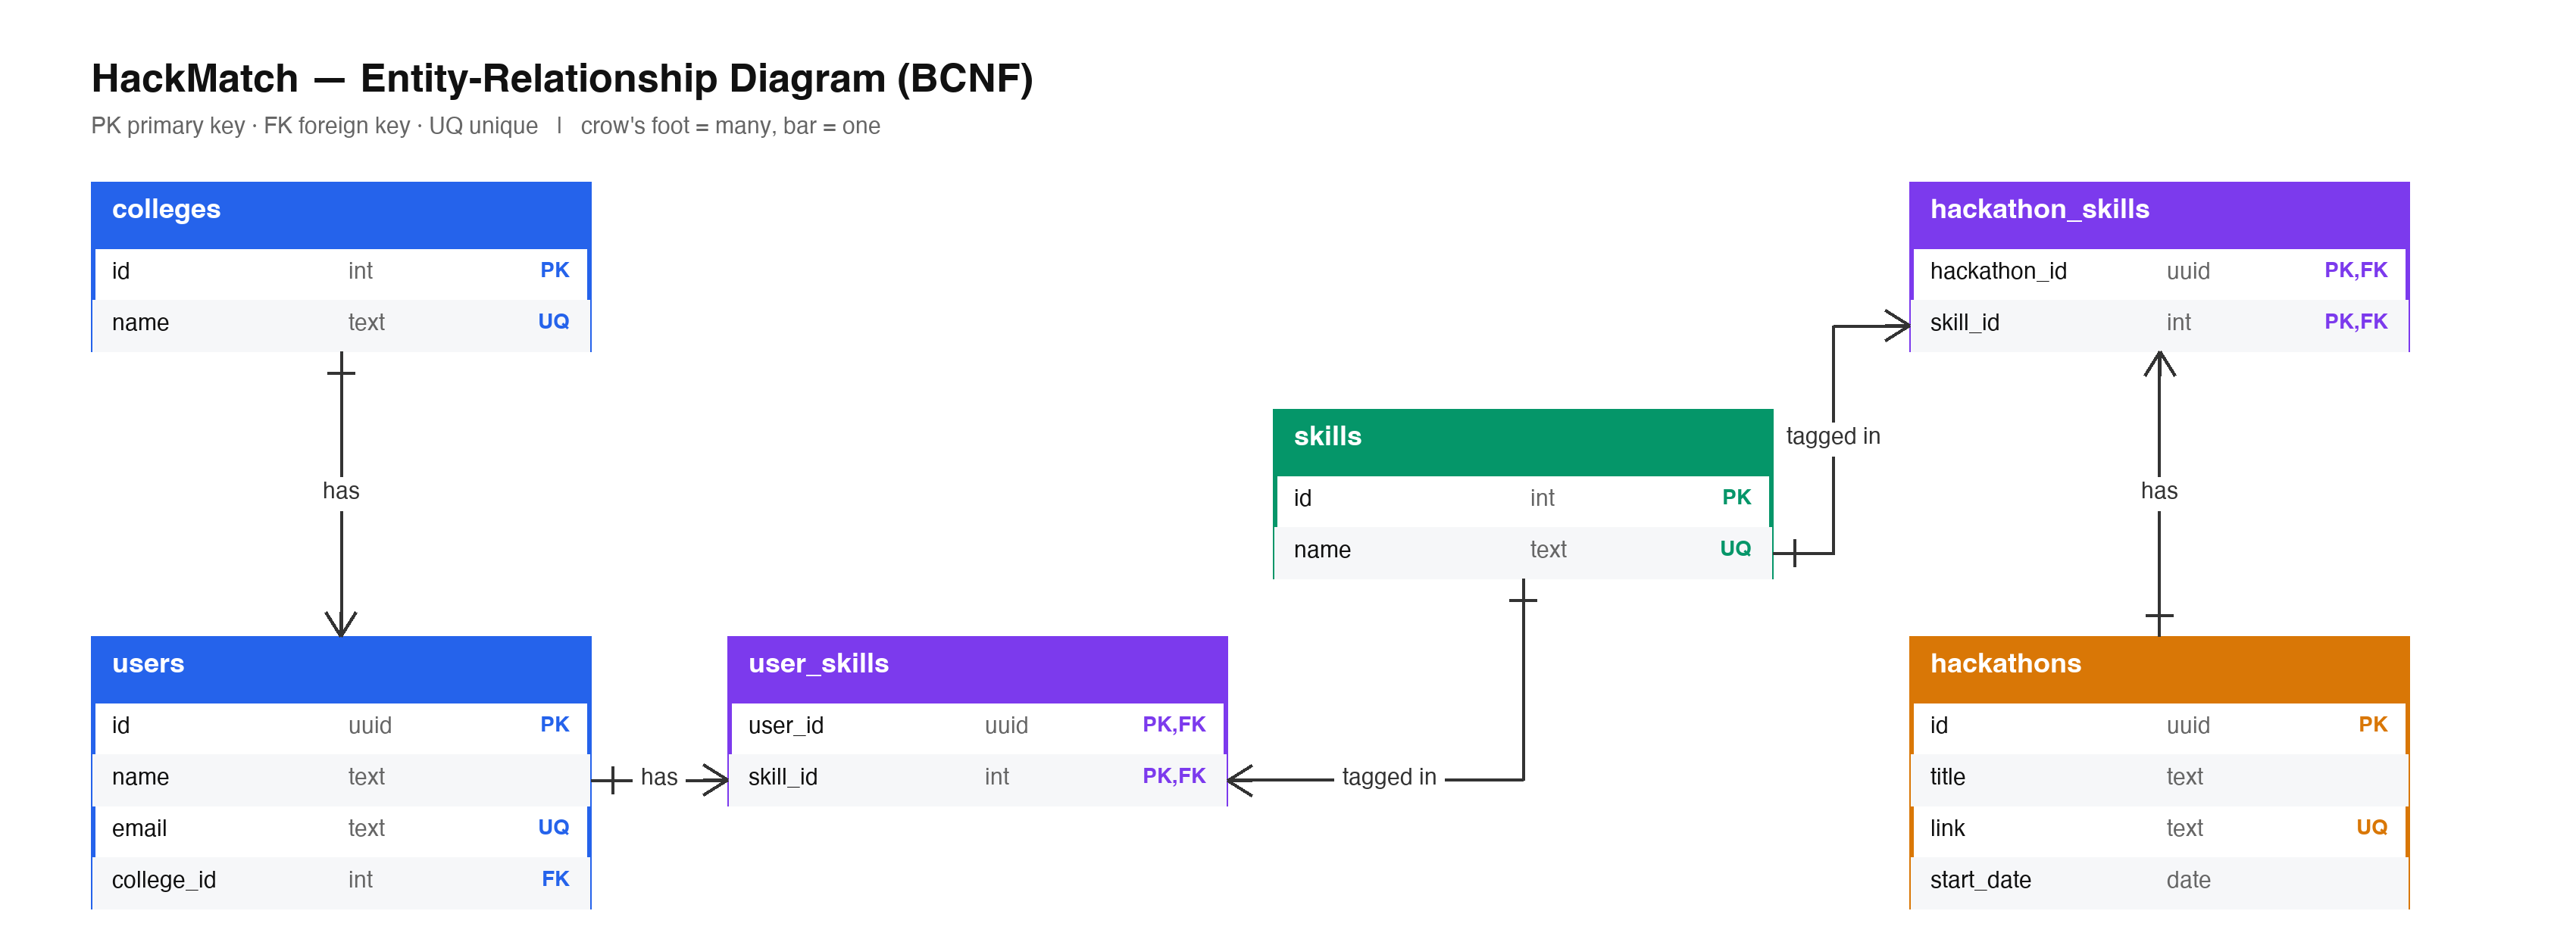 HackMatch — Entity-Relationship Diagram (BCNF)
PK primary key · FK foreign key · UQ unique | crow's foot = many, bar = one
colleges
id int PK
name text UQ
has
users
id uuid PK
name text
email text UQ
college_id int FK
has
user_skills
user_id uuid PK,FK
skill_id int PK,FK
tagged in
skills
id int PK
name text UQ
tagged in
hackathon_skills
hackathon_id uuid PK,FK
skill_id int PK,FK
has
hackathons
id uuid PK
title text
link text UQ
start_date date